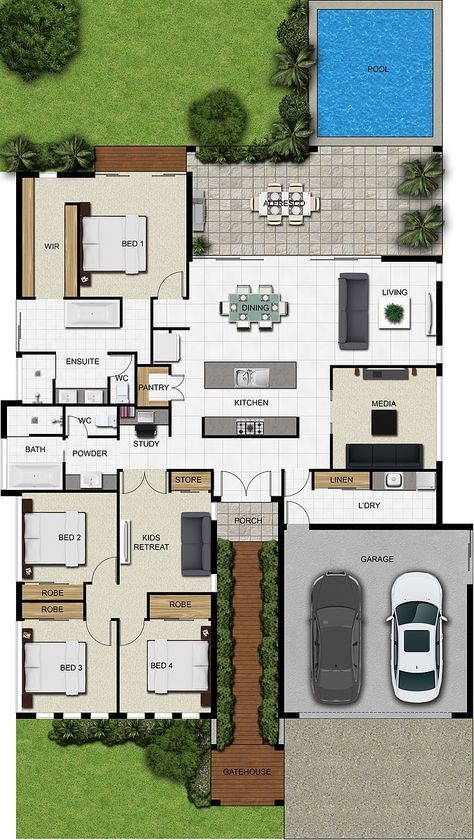 POOL
ALFRESCO
WIR
BED 1
LIVING
DINING
ENSUITE
WC
PANTRY
KITCHEN
MEDIA
WC
BATH
POWDER
STUDY
STORE
LINEN
L'DRY
PORCH
BED 2
KIDS
RETREAT
GARAGE
ROBE
ROBE
ROBE
BED 3
BED 4
GATEHOUSE